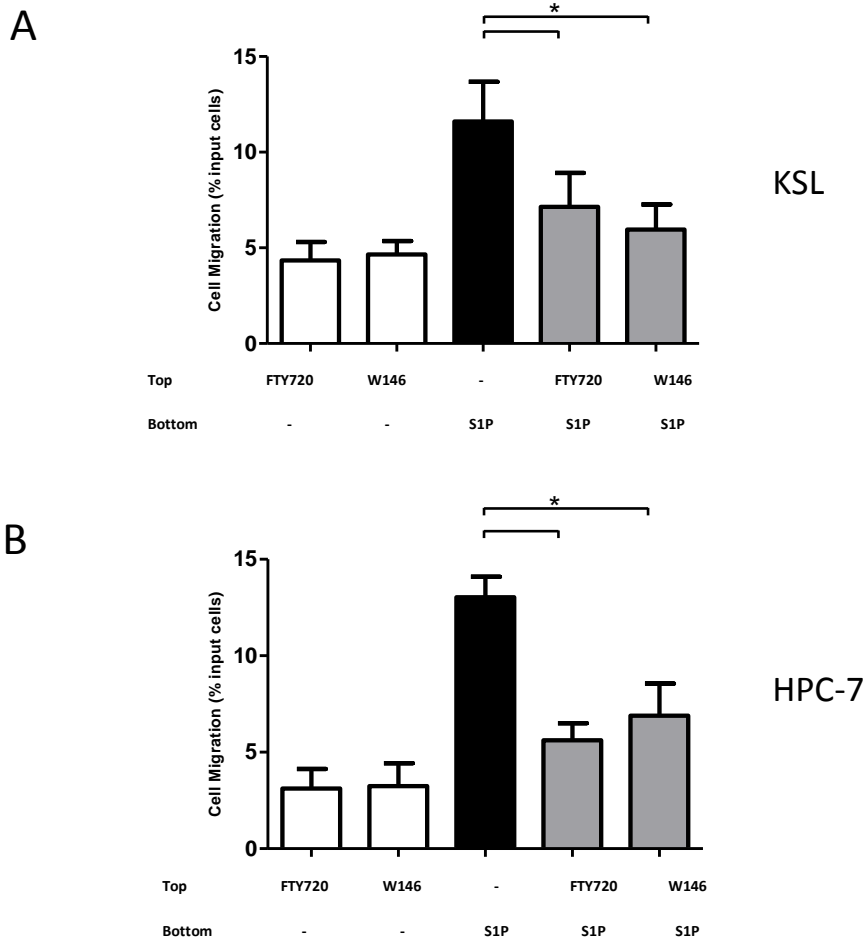 A
*
15
10
5
0
Cell Migration (% input cells)
KSL
Top FTY720 W146 - FTY720 W146
Bottom - - S1P S1P S1P
B
*
15
10
5
0
Cell Migration (% input cells)
HPC-7
Top FTY720 W146 - FTY720 W146
Bottom - - S1P S1P S1P